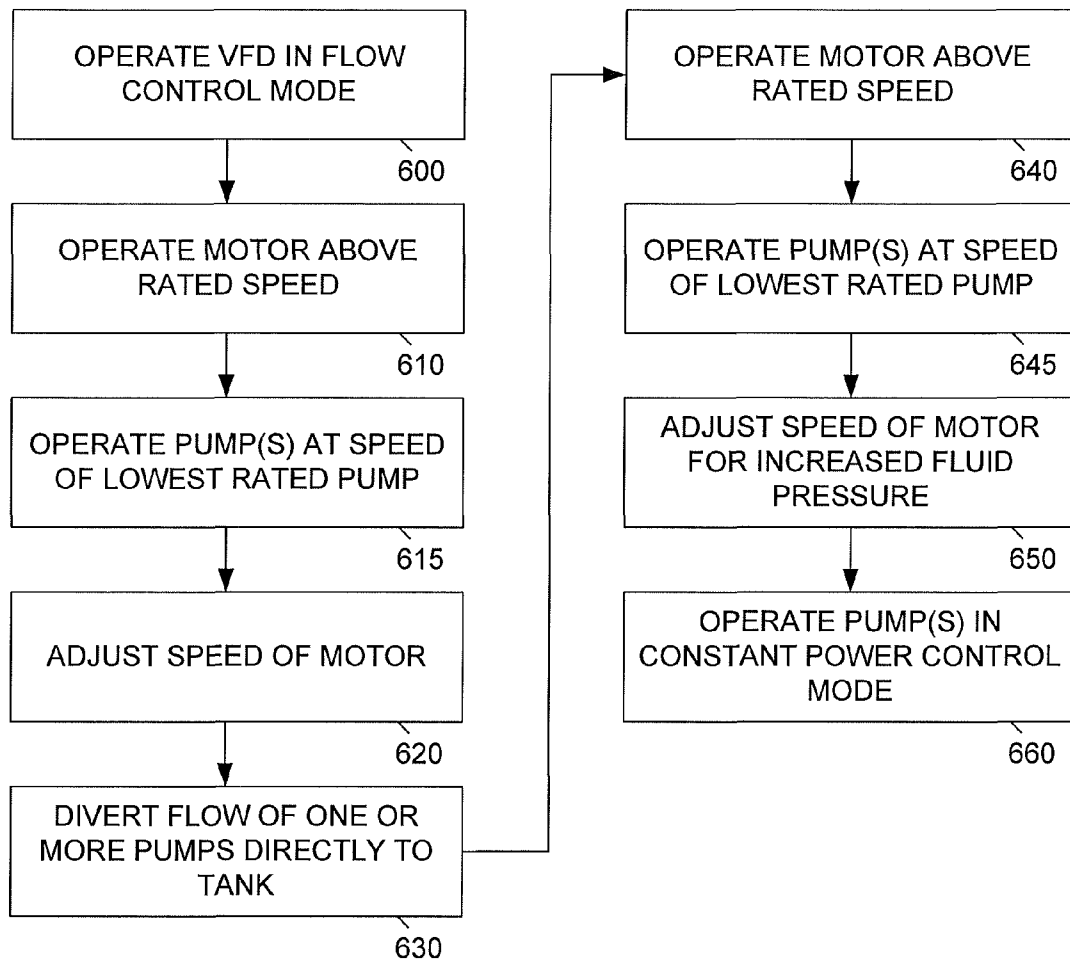 OPERATE VFD IN FLOW
CONTROL MODE
600
OPERATE MOTOR ABOVE
RATED SPEED
610
OPERATE PUMP(S) AT SPEED
OF LOWEST RATED PUMP
615
ADJUST SPEED OF MOTOR
620
DIVERT FLOW OF ONE OR
MORE PUMPS DIRECTLY TO
TANK
630
OPERATE MOTOR ABOVE
RATED SPEED
640
OPERATE PUMP(S) AT SPEED
OF LOWEST RATED PUMP
645
ADJUST SPEED OF MOTOR
FOR INCREASED FLUID
PRESSURE
650
OPERATE PUMP(S) IN
CONSTANT POWER CONTROL
MODE
660